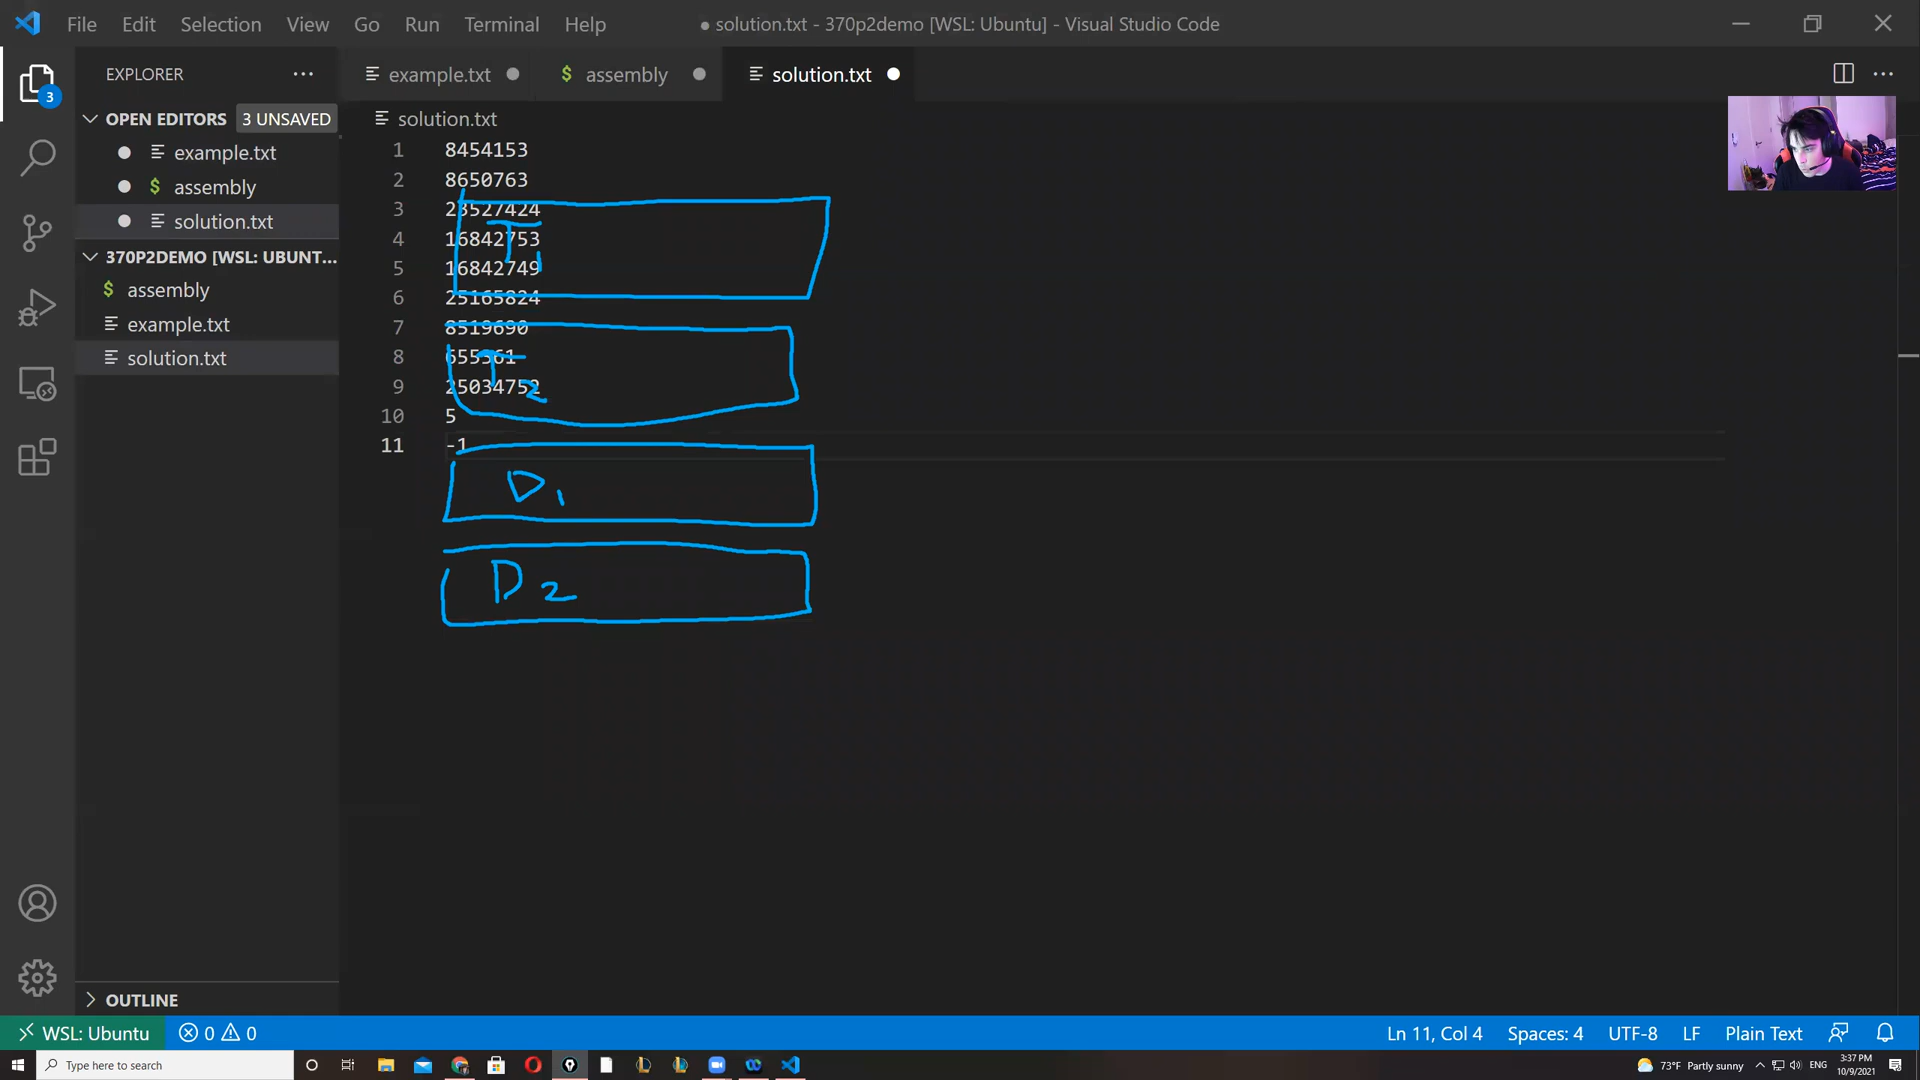 File Edit Selection View Go Run Terminal Help ● solution.txt - 370p2demo [WSL: Ubuntu] - Visual Studio Code
EXPLORER ···
example.txt $ assembly solution.txt ···
3
OPEN EDITORS 3 UNSAVED
example.txt
$ assembly
solution.txt
370P2DEMO [WSL: UBUNT...
$ assembly
example.txt
solution.txt
OUTLINE
solution.txt
1 8454153
2 8650763
3 23527424
4 16842753
5 16842749
6 25165824
7 8519690
8 655361
9 25034752
10 5
11 -1
T1
T2
D1
D2
WSL: Ubuntu 0 0 Ln 11, Col 4 Spaces: 4 UTF-8 LF Plain Text
Type here to search 73°F Partly sunny ENG 3:37 PM
10/9/2021